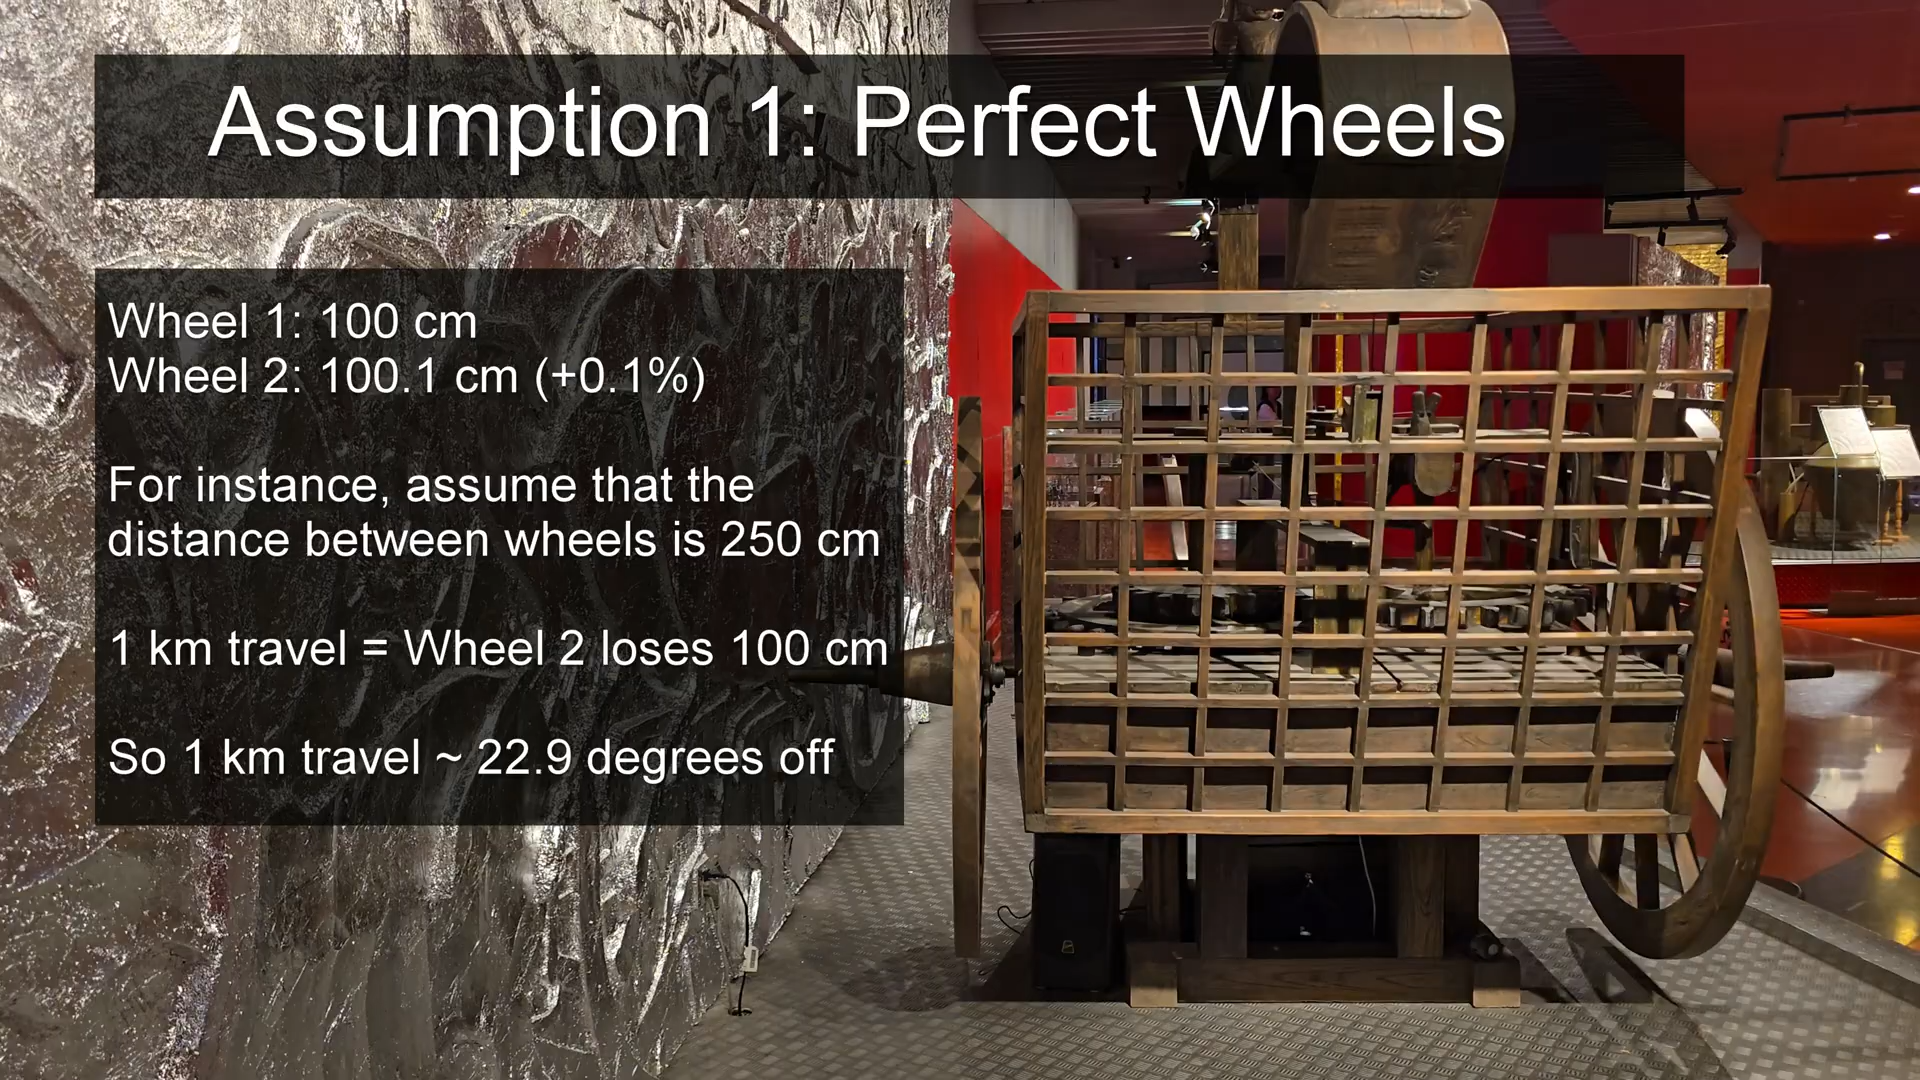 Assumption 1: Perfect Wheels
Wheel 1: 100 cm
Wheel 2: 100.1 cm (+0.1%)
For instance, assume that the
distance between wheels is 250 cm
1 km travel = Wheel 2 loses 100 cm
So 1 km travel ~ 22.9 degrees off